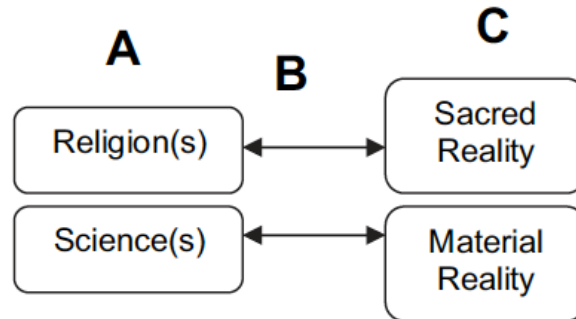 A
B
C
Religion(s)
Sacred
Reality
Science(s)
Material
Reality